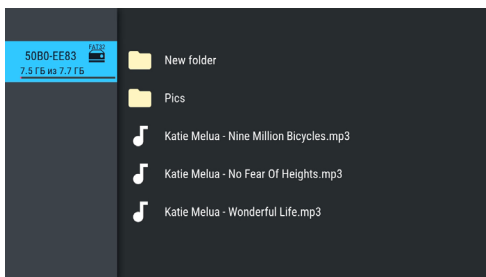 50B0-EE83
FAT32
7.5 ГБ из 7.7 ГБ
New folder
Pics
Katie Melua - Nine Million Bicycles.mp3
Katie Melua - No Fear Of Heights.mp3
Katie Melua - Wonderful Life.mp3